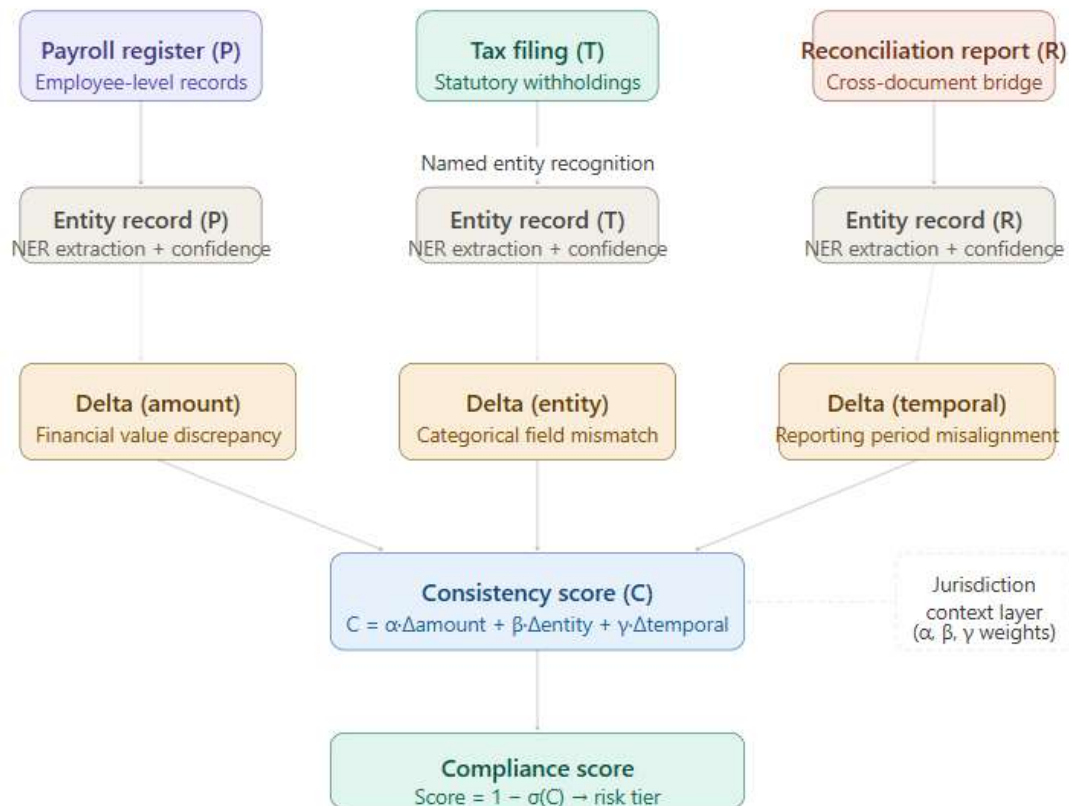 Payroll register (P)
Employee-level records
Tax filing (T)
Statutory withholdings
Reconciliation report (R)
Cross-document bridge
Named entity recognition
Entity record (P)
NER extraction + confidence
Entity record (T)
NER extraction + confidence
Entity record (R)
NER extraction + confidence
Delta (amount)
Financial value discrepancy
Delta (entity)
Categorical field mismatch
Delta (temporal)
Reporting period misalignment
Consistency score (C)
C = α·Δamount + β·Δentity + γ·Δtemporal
Jurisdiction
context layer
(α, β, γ weights)
Compliance score
Score = 1 − σ(C) → risk tier